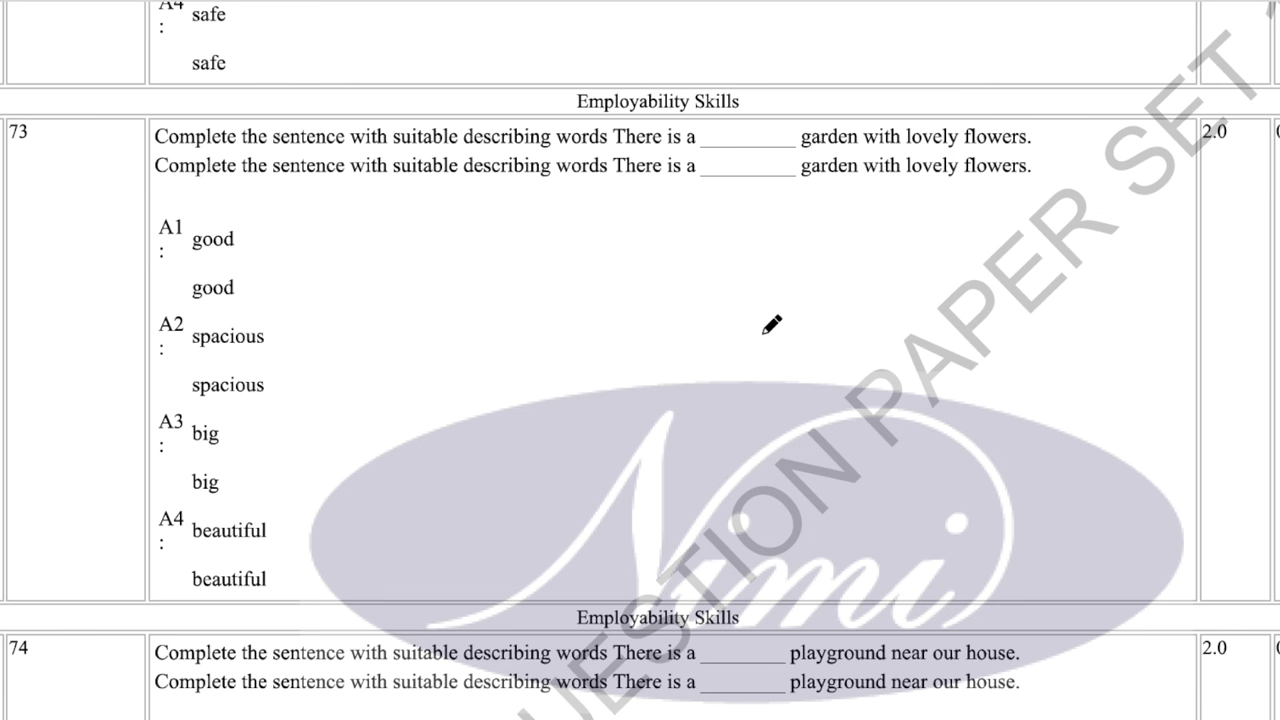 A4
:
safe
safe
Employability Skills
73
Complete the sentence with suitable describing words There is a _________ garden with lovely flowers.
2.0
Complete the sentence with suitable describing words There is a _________ garden with lovely flowers.
A1
:
good
good
A2
:
spacious
spacious
A3
:
big
big
A4
:
beautiful
beautiful
Nimi
UESTION PAPER SET
Employability Skills
74
Complete the sentence with suitable describing words There is a ________ playground near our house.
2.0
Complete the sentence with suitable describing words There is a ________ playground near our house.